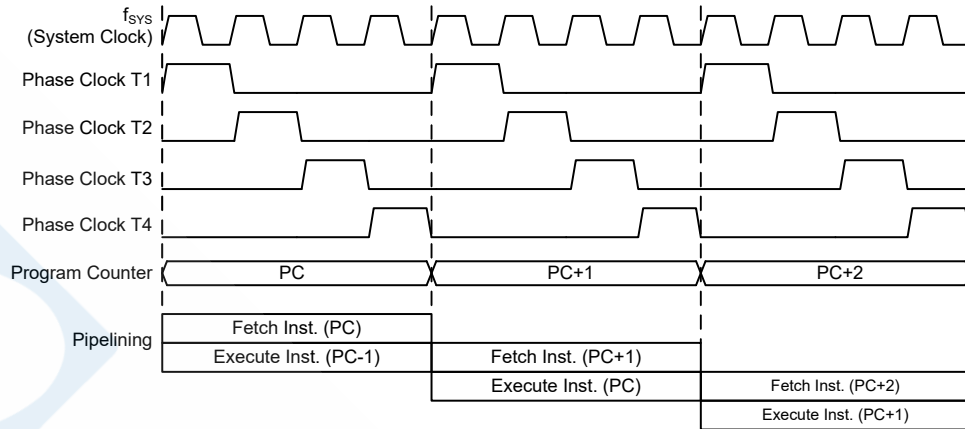 fSYS
(System Clock)
Phase Clock T1
Phase Clock T2
Phase Clock T3
Phase Clock T4
Program Counter PC PC+1 PC+2
Pipelining
Fetch Inst. (PC)
Execute Inst. (PC-1) Fetch Inst. (PC+1)
Execute Inst. (PC) Fetch Inst. (PC+2)
Execute Inst. (PC+1)